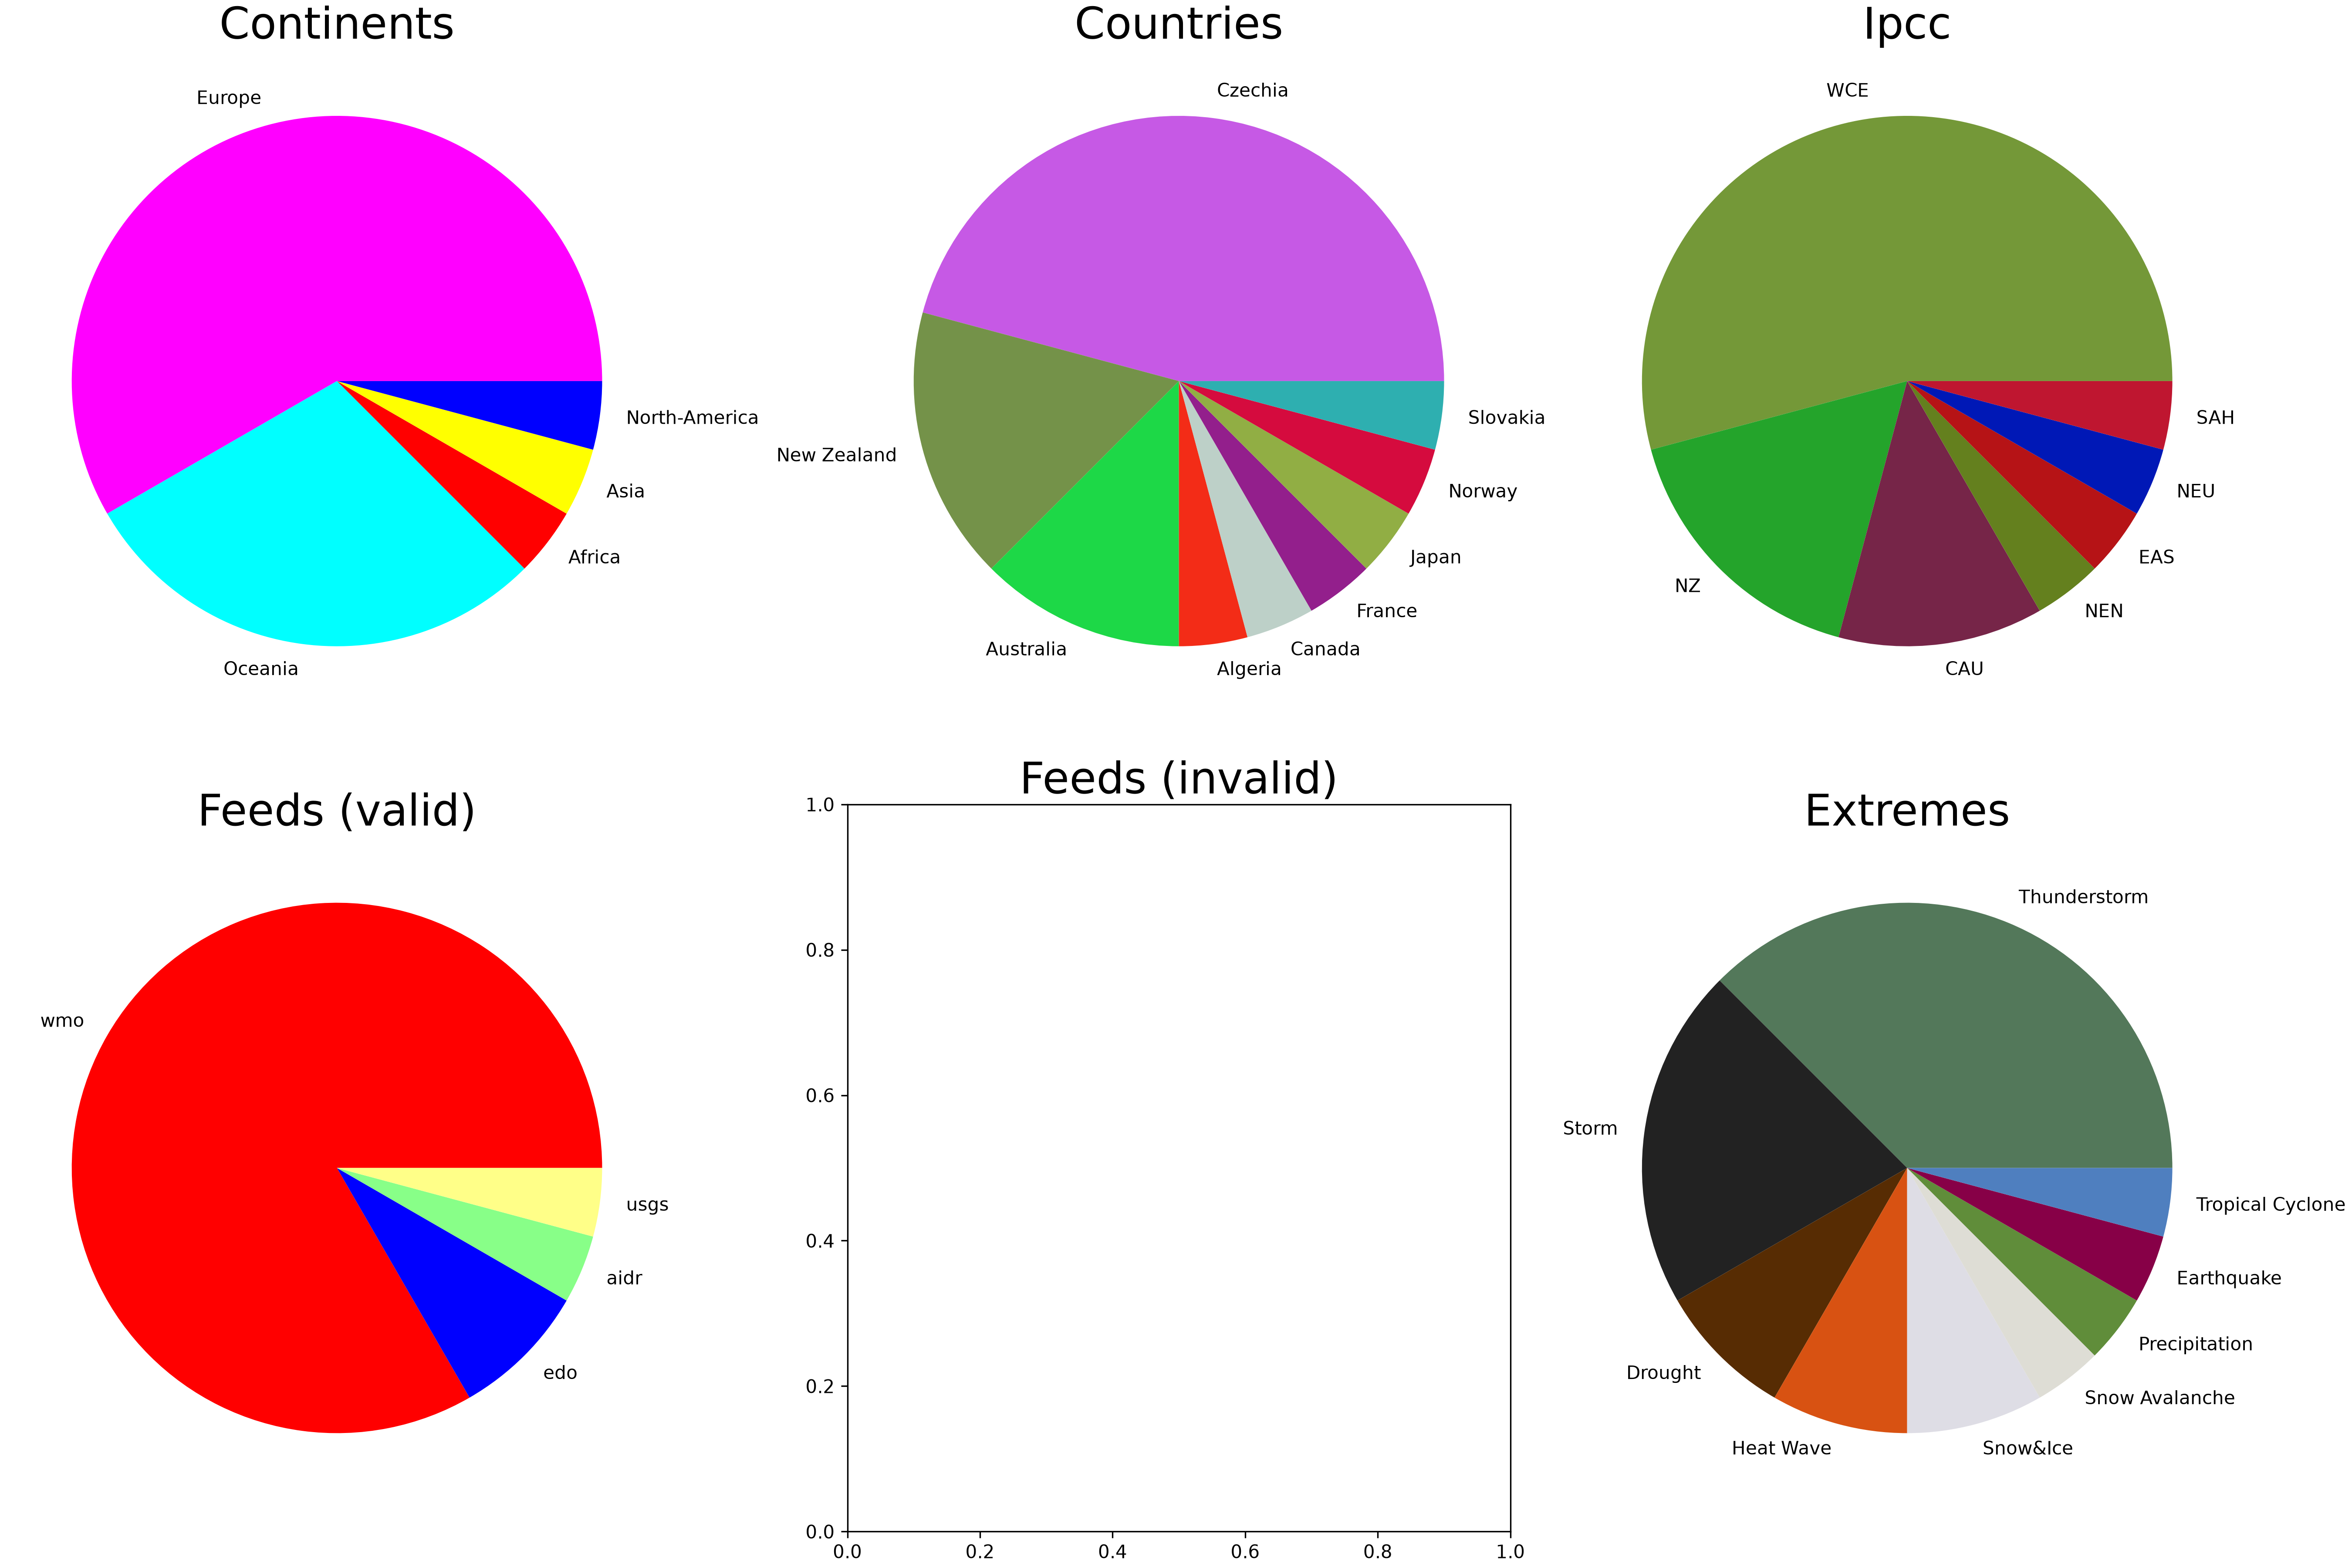 Continents
Europe
North-America
Asia
Africa
Oceania
Countries
Czechia
New Zealand
Slovakia
Norway
Japan
France
Canada
Algeria
Australia
Ipcc
WCE
SAH
NEU
EAS
NEN
CAU
NZ
Feeds (valid)
wmo
usgs
aidr
edo
Feeds (invalid)
1.0
0.8
0.6
0.4
0.2
0.0
0.0 0.2 0.4 0.6 0.8 1.0
Extremes
Thunderstorm
Storm
Tropical Cyclone
Earthquake
Precipitation
Snow Avalanche
Snow&Ice
Heat Wave
Drought